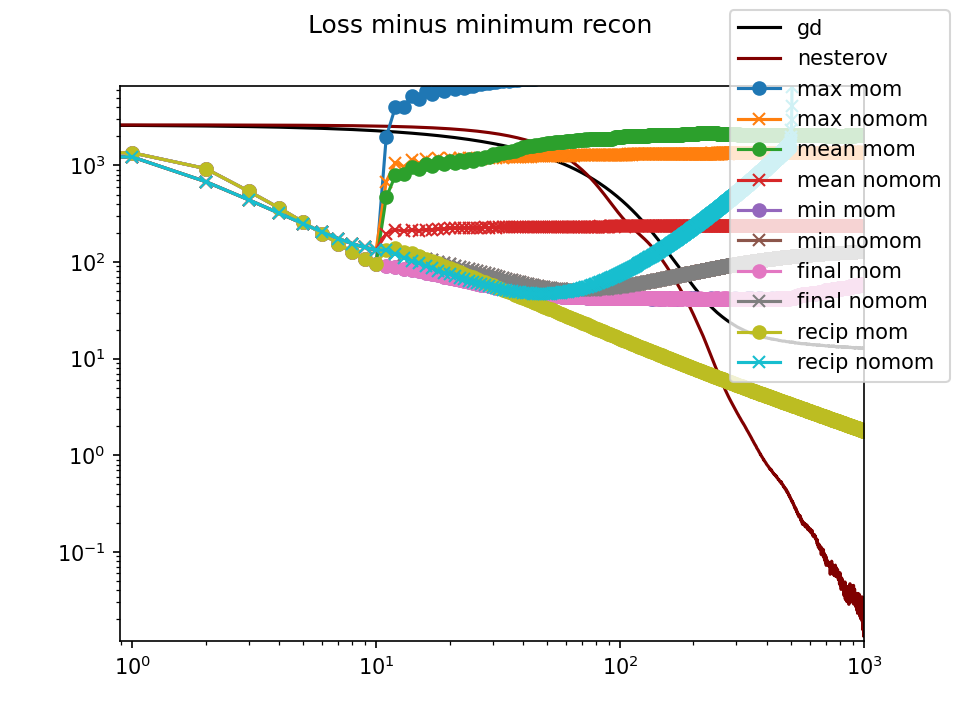 Loss minus minimum recon
gd
nesterov
max mom
max nomom
mean mom
mean nomom
min mom
min nomom
final mom
final nomom
recip mom
recip nomom
10³
10²
10¹
10⁰
10⁻¹
10⁰ 10¹ 10² 10³